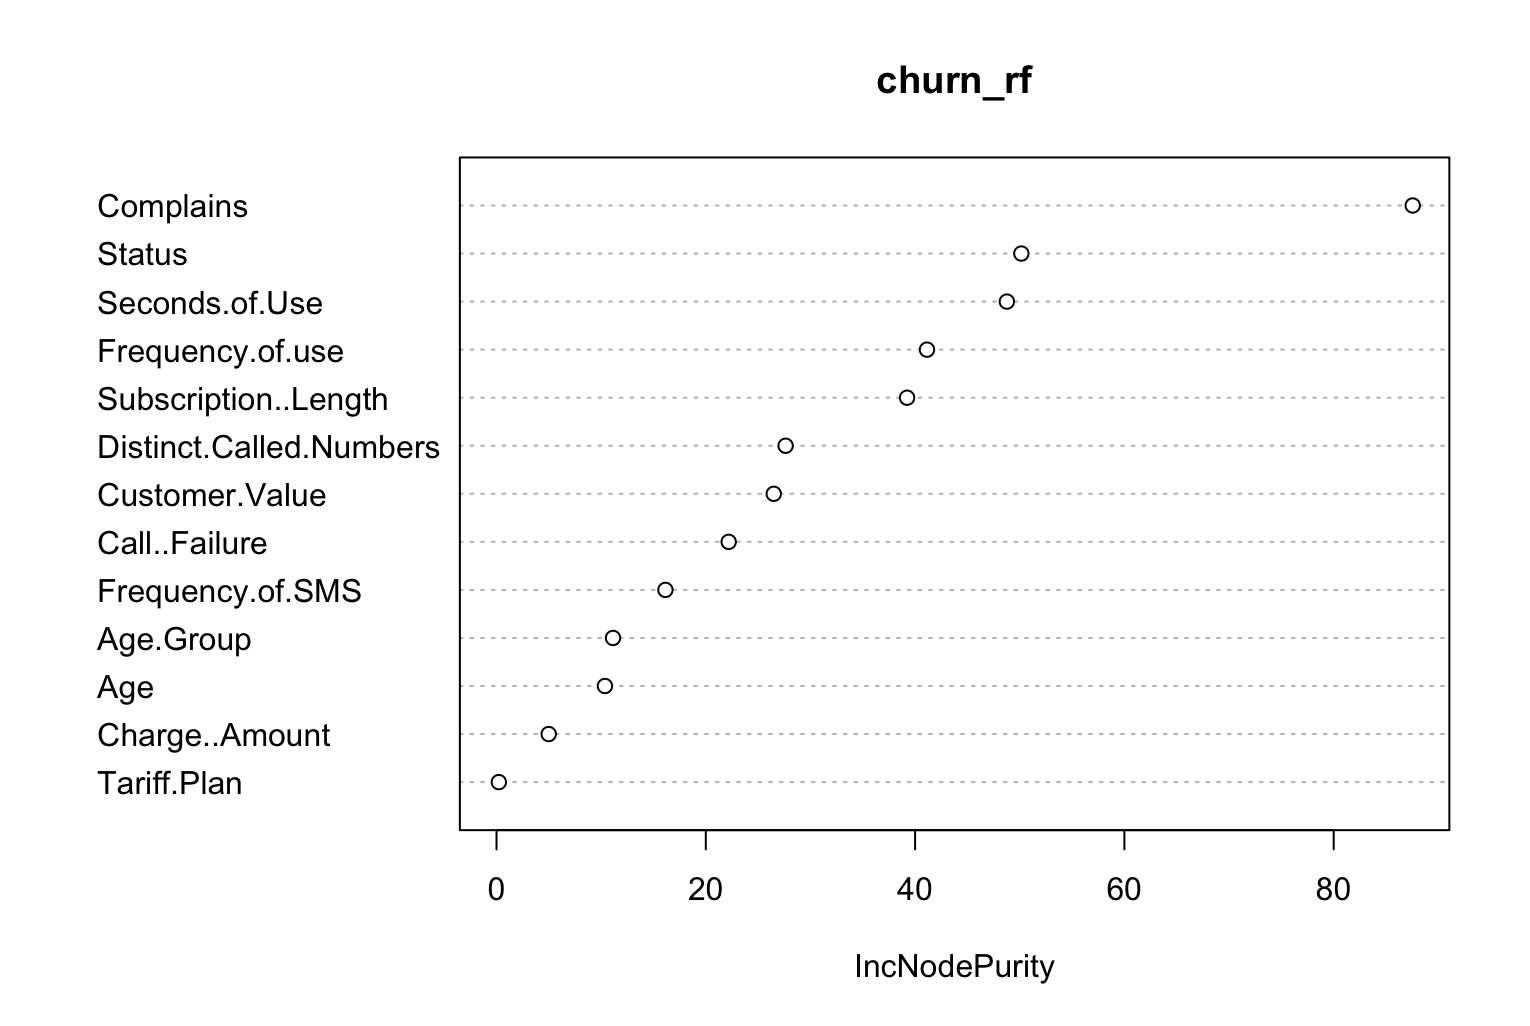 churn_rf
Complains
Status
Seconds.of.Use
Frequency.of.use
Subscription..Length
Distinct.Called.Numbers
Customer.Value
Call..Failure
Frequency.of.SMS
Age.Group
Age
Charge..Amount
Tariff.Plan
0 20 40 60 80
IncNodePurity